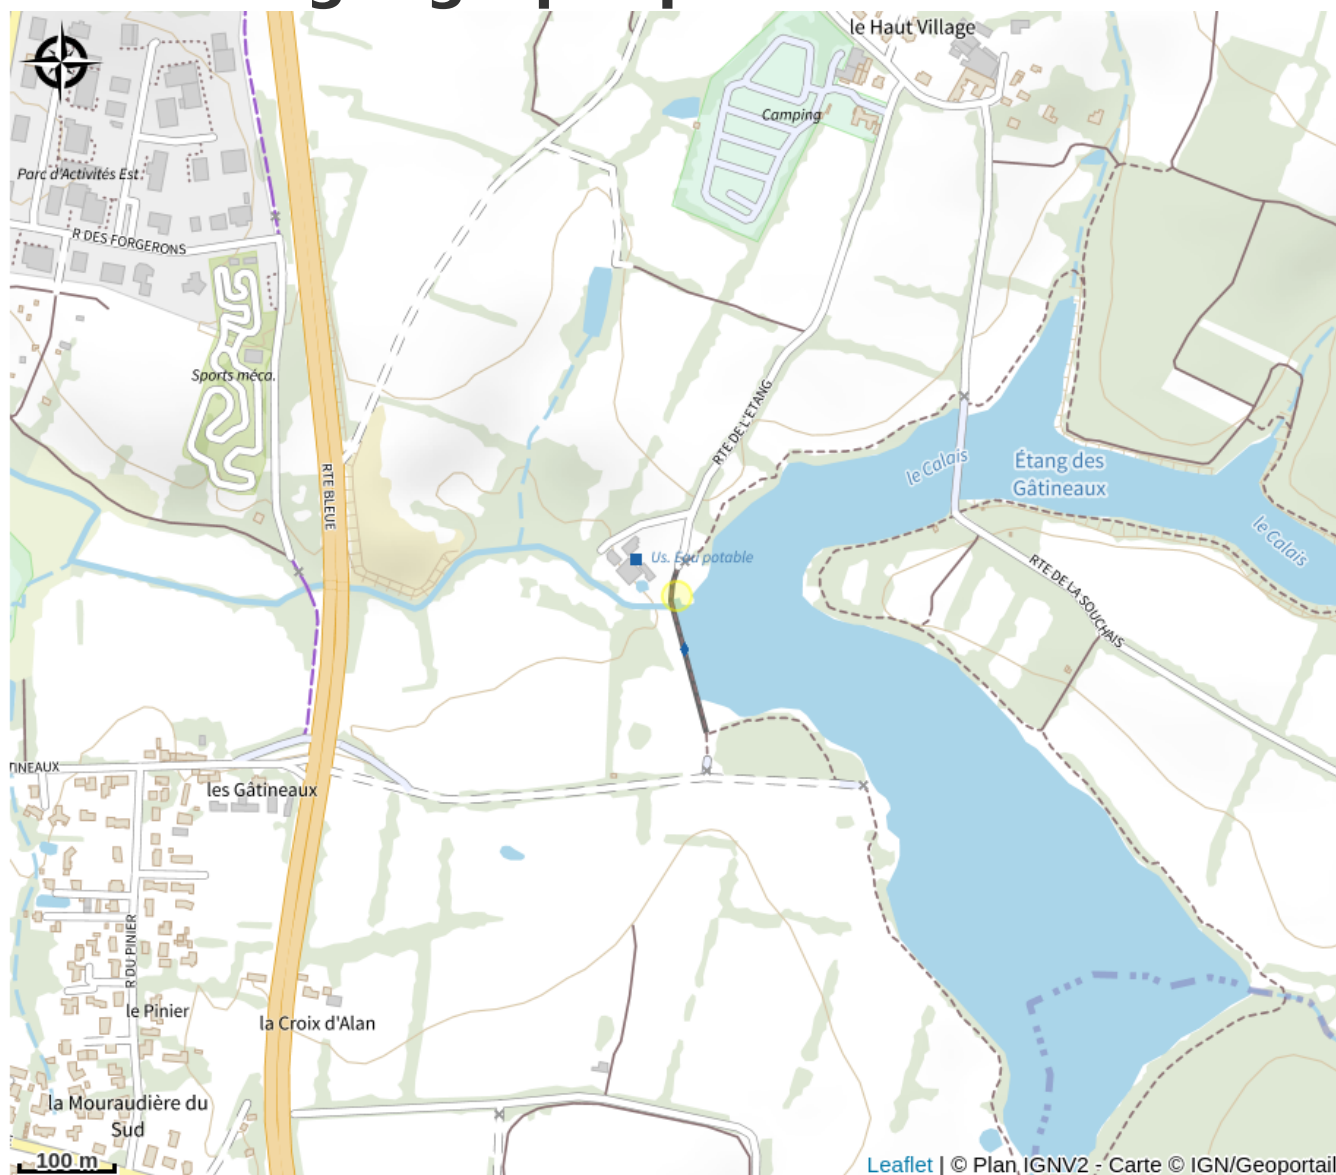 le Haut Village
Camping
Parc d'Activités Est
R DES FORGERONS
Sports méca.
RTE DE L'ETANG
le Calais
Étang des
Gâtineaux
le Calais
RTE BLEUE
Us. Eau potable
RTE DE LA SOUCHAIS
TINEAUX
les Gâtineaux
R DU PINIER
le Pinier
la Croix d'Alan
la Mouraudière du
Sud
100 m
Leaflet | © Plan IGNV2 - Carte © IGN/Geoportail